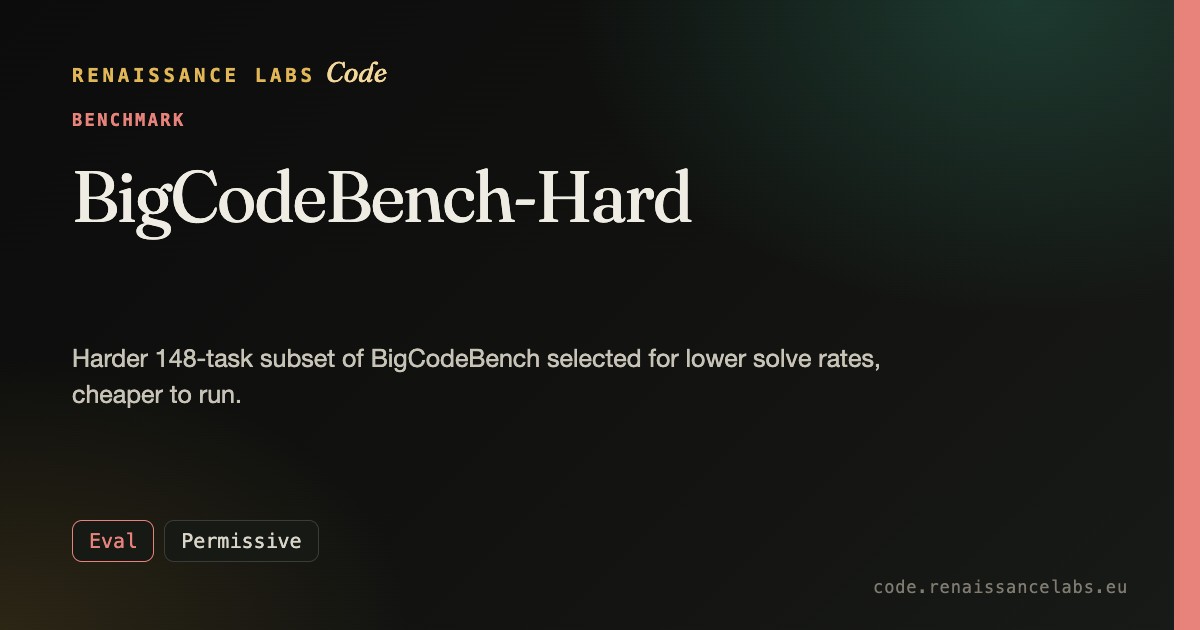 RENAISSANCE LABS Code
BENCHMARK
BigCodeBench-Hard
Harder 148-task subset of BigCodeBench selected for lower solve rates,
cheaper to run.
Eval Permissive
code.renaissancelabs.eu